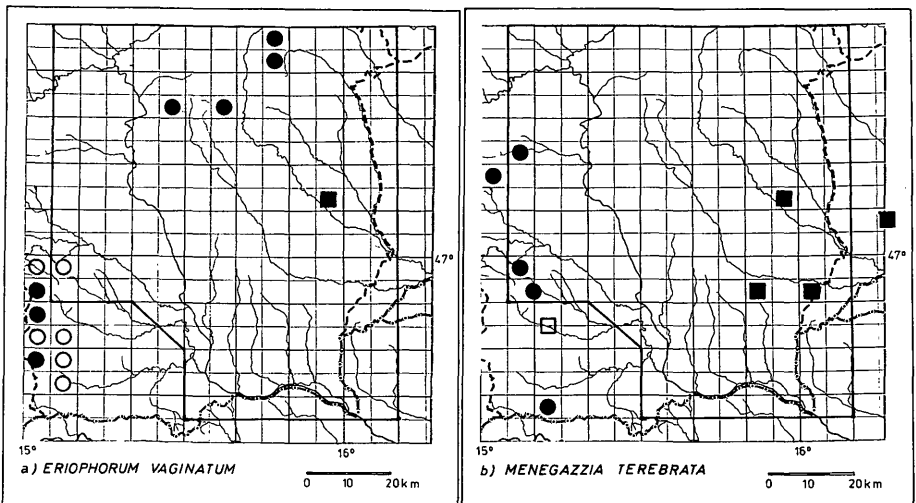 47°
15°
16°
a) ERIOPHORUM VAGINATUM
0 10 20km
47°
15°
16°
b) MENEGAZZIA TEREBRATA
0 10 20km